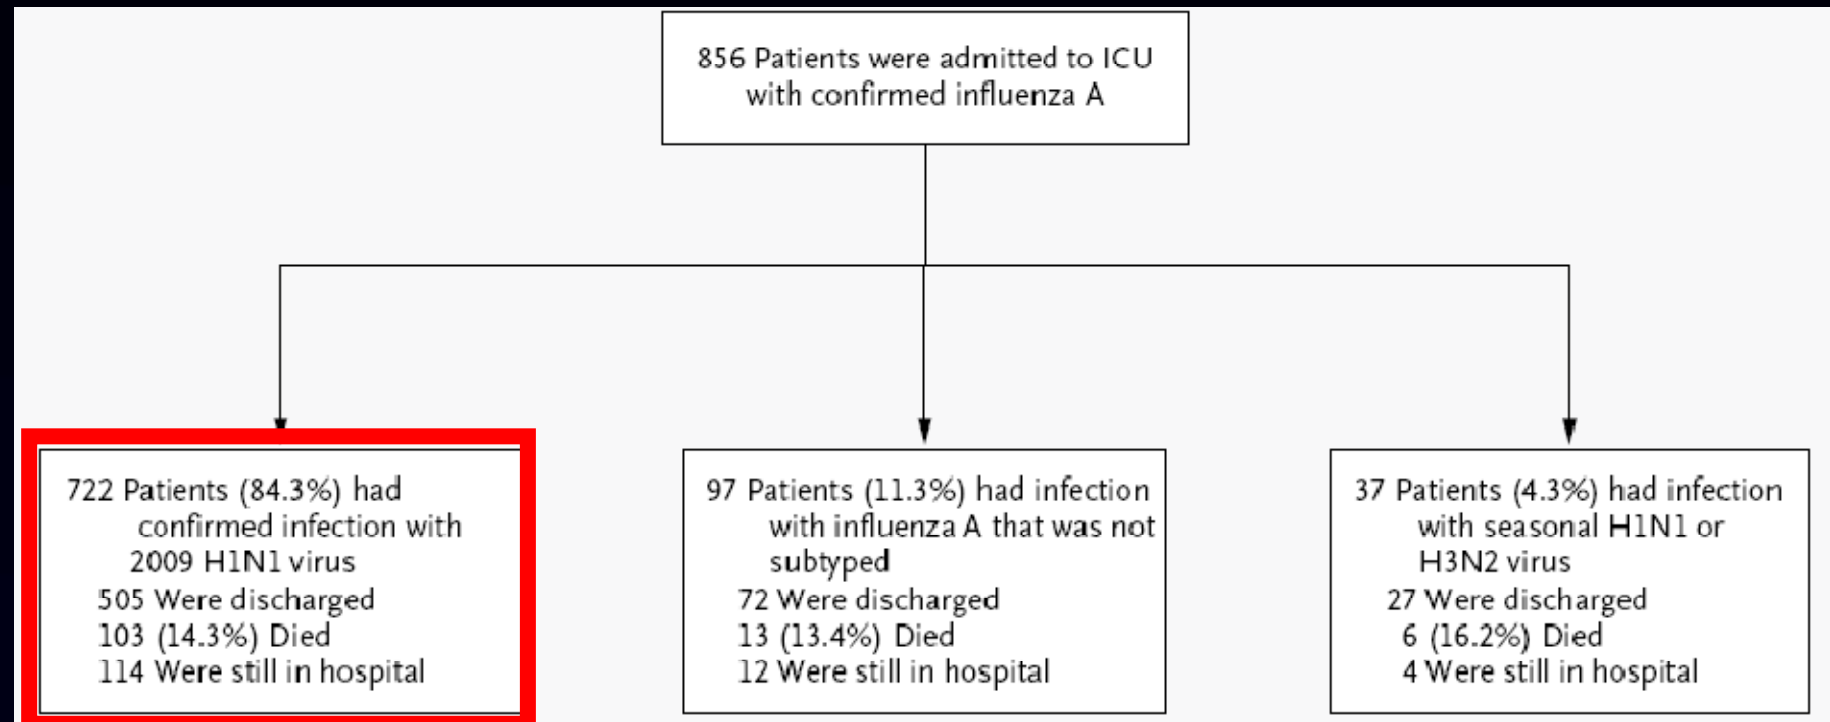 856 Patients were admitted to ICU
with confirmed influenza A
722 Patients (84.3%) had
confirmed infection with
2009 H1N1 virus
505 Were discharged
103 (14.3%) Died
114 Were still in hospital
97 Patients (11.3%) had infection
with influenza A that was not
subtyped
72 Were discharged
13 (13.4%) Died
12 Were still in hospital
37 Patients (4.3%) had infection
with seasonal H1N1 or
H3N2 virus
27 Were discharged
6 (16.2%) Died
4 Were still in hospital